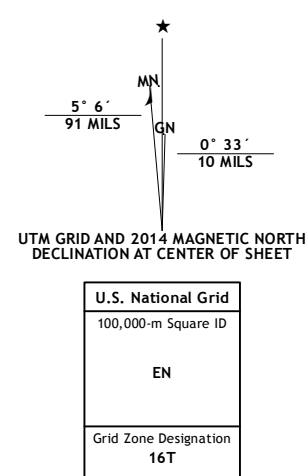 ★
MN
5° 6´
91 MILS
GN
0° 33´
10 MILS
UTM GRID AND 2014 MAGNETIC NORTH
DECLINATION AT CENTER OF SHEET
U.S. National Grid
100,000-m Square ID
EN
Grid Zone Designation
16T